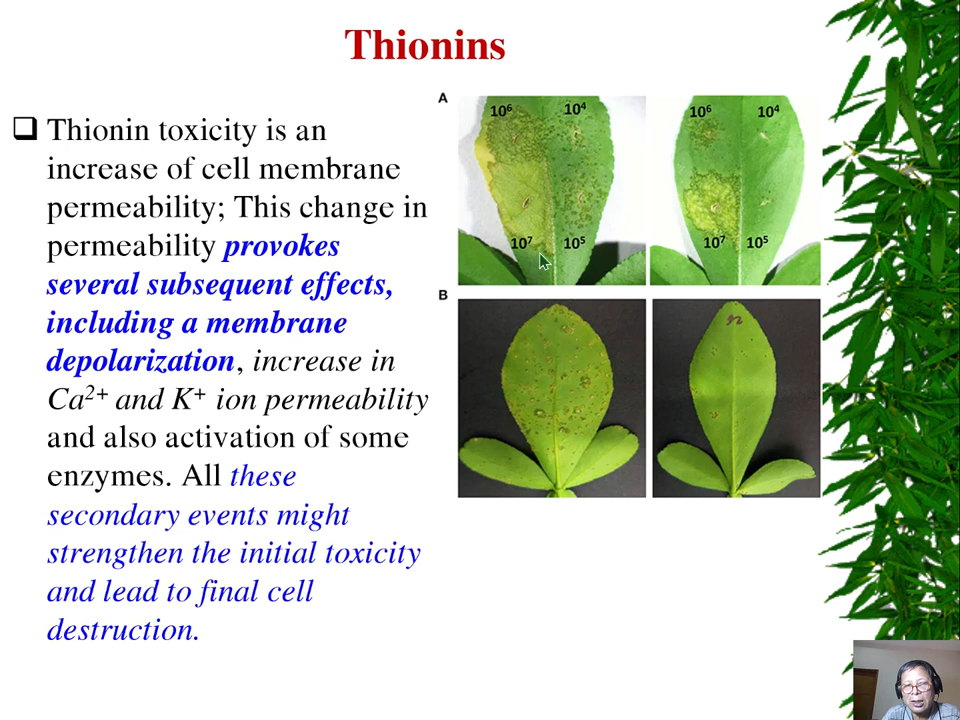 Thionins
Thionin toxicity is an
increase of cell membrane
permeability; This change in
permeability provokes
several subsequent effects,
including a membrane
depolarization, increase in
Ca²⁺ and K⁺ ion permeability
and also activation of some
enzymes. All these
secondary events might
strengthen the initial toxicity
and lead to final cell
destruction.
A
10⁶ 10⁴
10⁷ 10⁵
10⁶ 10⁴
10⁷ 10⁵
B
n